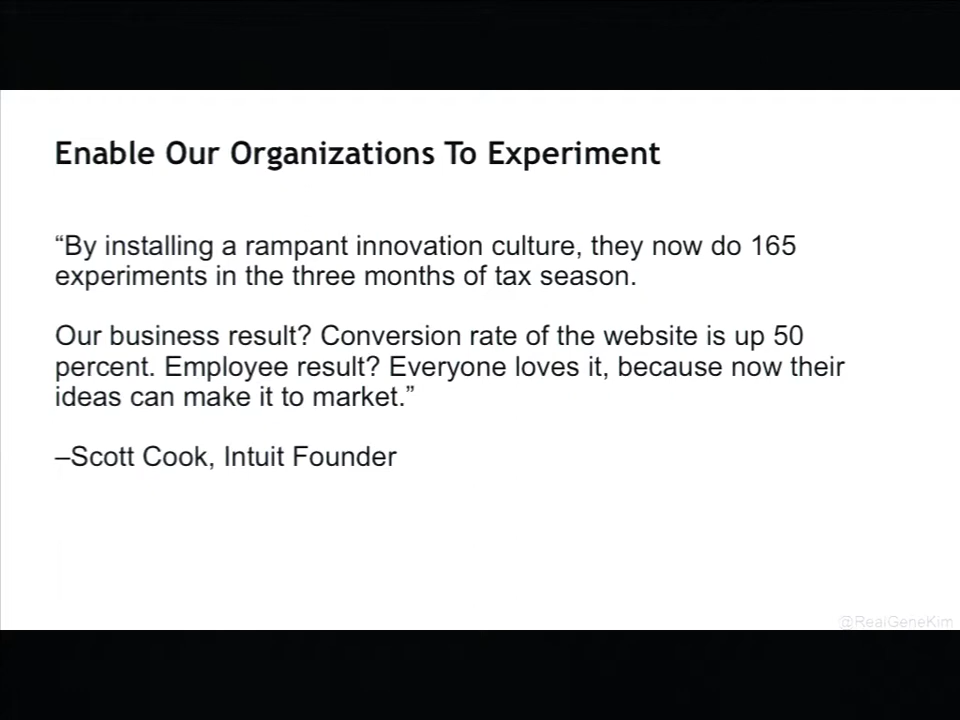 Enable Our Organizations To Experiment
“By installing a rampant innovation culture, they now do 165
experiments in the three months of tax season.
Our business result? Conversion rate of the website is up 50
percent. Employee result? Everyone loves it, because now their
ideas can make it to market.”
–Scott Cook, Intuit Founder
@RealGeneKim